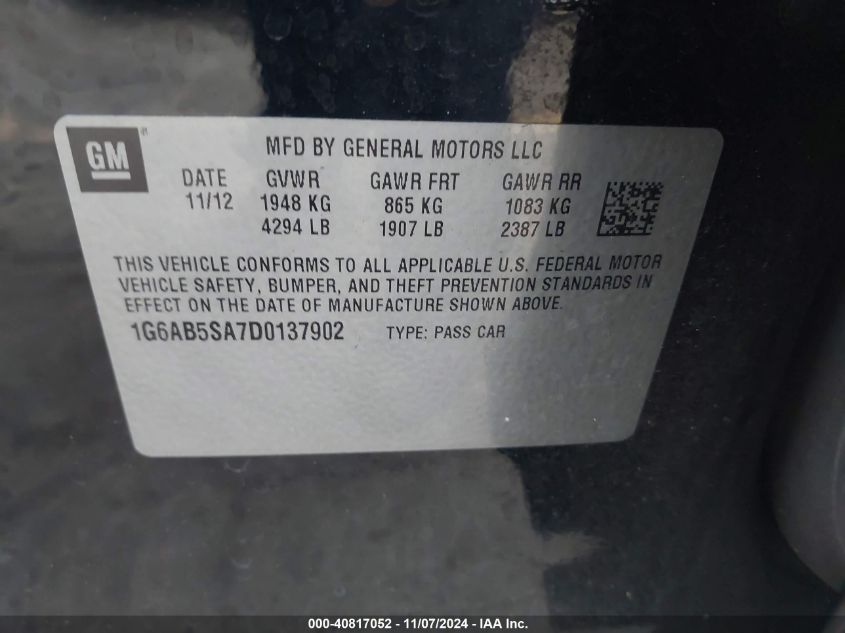 GM
MFD BY GENERAL MOTORS LLC
DATE GVWR GAWR FRT GAWR RR
11/12 1948 KG 865 KG 1083 KG
4294 LB 1907 LB 2387 LB
THIS VEHICLE CONFORMS TO ALL APPLICABLE U.S. FEDERAL MOTOR
VEHICLE SAFETY, BUMPER, AND THEFT PREVENTION STANDARDS IN
EFFECT ON THE DATE OF MANUFACTURE SHOWN ABOVE.
1G6AB5SA7D0137902 TYPE: PASS CAR
000-40817052 - 11/07/2024 - IAA Inc.